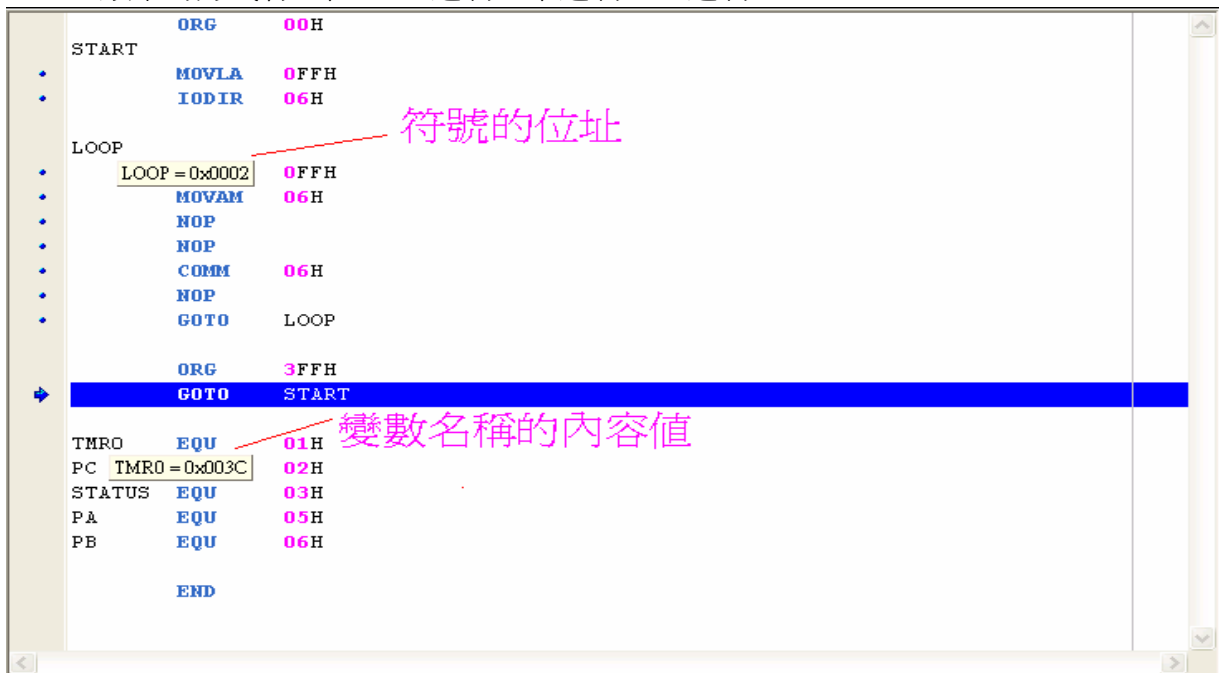 ORG 00H
START
MOVLA 0FFH
IODIR 06H
符號的位址
LOOP
LOOP = 0x0002 0FFH
MOVAM 06H
NOP
NOP
COMM 06H
NOP
GOTO LOOP
ORG 3FFH
GOTO START
變數名稱的內容值
TMR0 EQU 01H
PC TMR0 = 0x003C 02H
STATUS EQU 03H
PA EQU 05H
PB EQU 06H
END